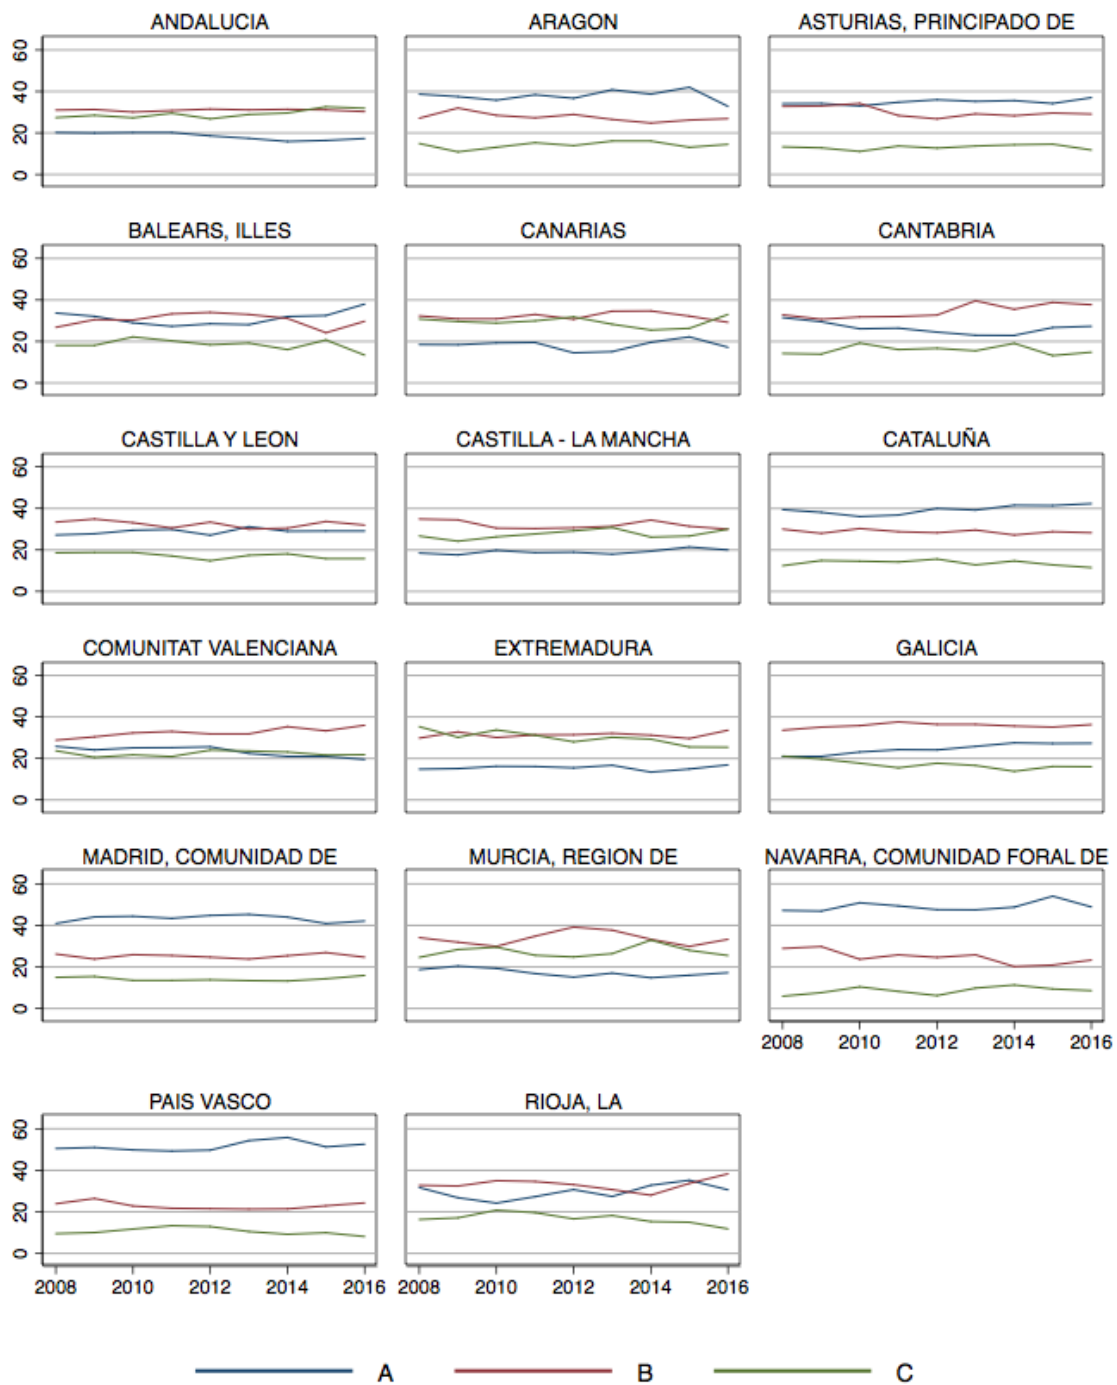 ANDALUCIA ARAGON ASTURIAS, PRINCIPADO DE
60
40
20
0
BALEARS, ILLES CANARIAS CANTABRIA
60
40
20
0
CASTILLA Y LEON CASTILLA - LA MANCHA CATALUÑA
60
40
20
0
COMUNITAT VALENCIANA EXTREMADURA GALICIA
60
40
20
0
MADRID, COMUNIDAD DE MURCIA, REGION DE NAVARRA, COMUNIDAD FORAL DE
60
40
20
0
2008 2010 2012 2014 2016
PAIS VASCO RIOJA, LA
60
40
20
0
2008 2010 2012 2014 2016 2008 2010 2012 2014 2016
A B C